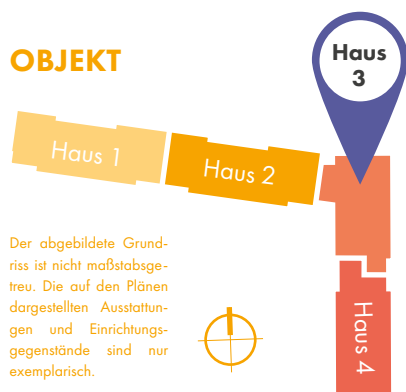 OBJEKT
Haus
3
Haus 1
Haus 2
Der abgebildete Grund-
riss ist nicht maßstabsge-
treu. Die auf den Plänen
dargestellten Ausstattun-
gen und Einrichtungs-
gegenstände sind nur
exemplarisch.
Haus 4